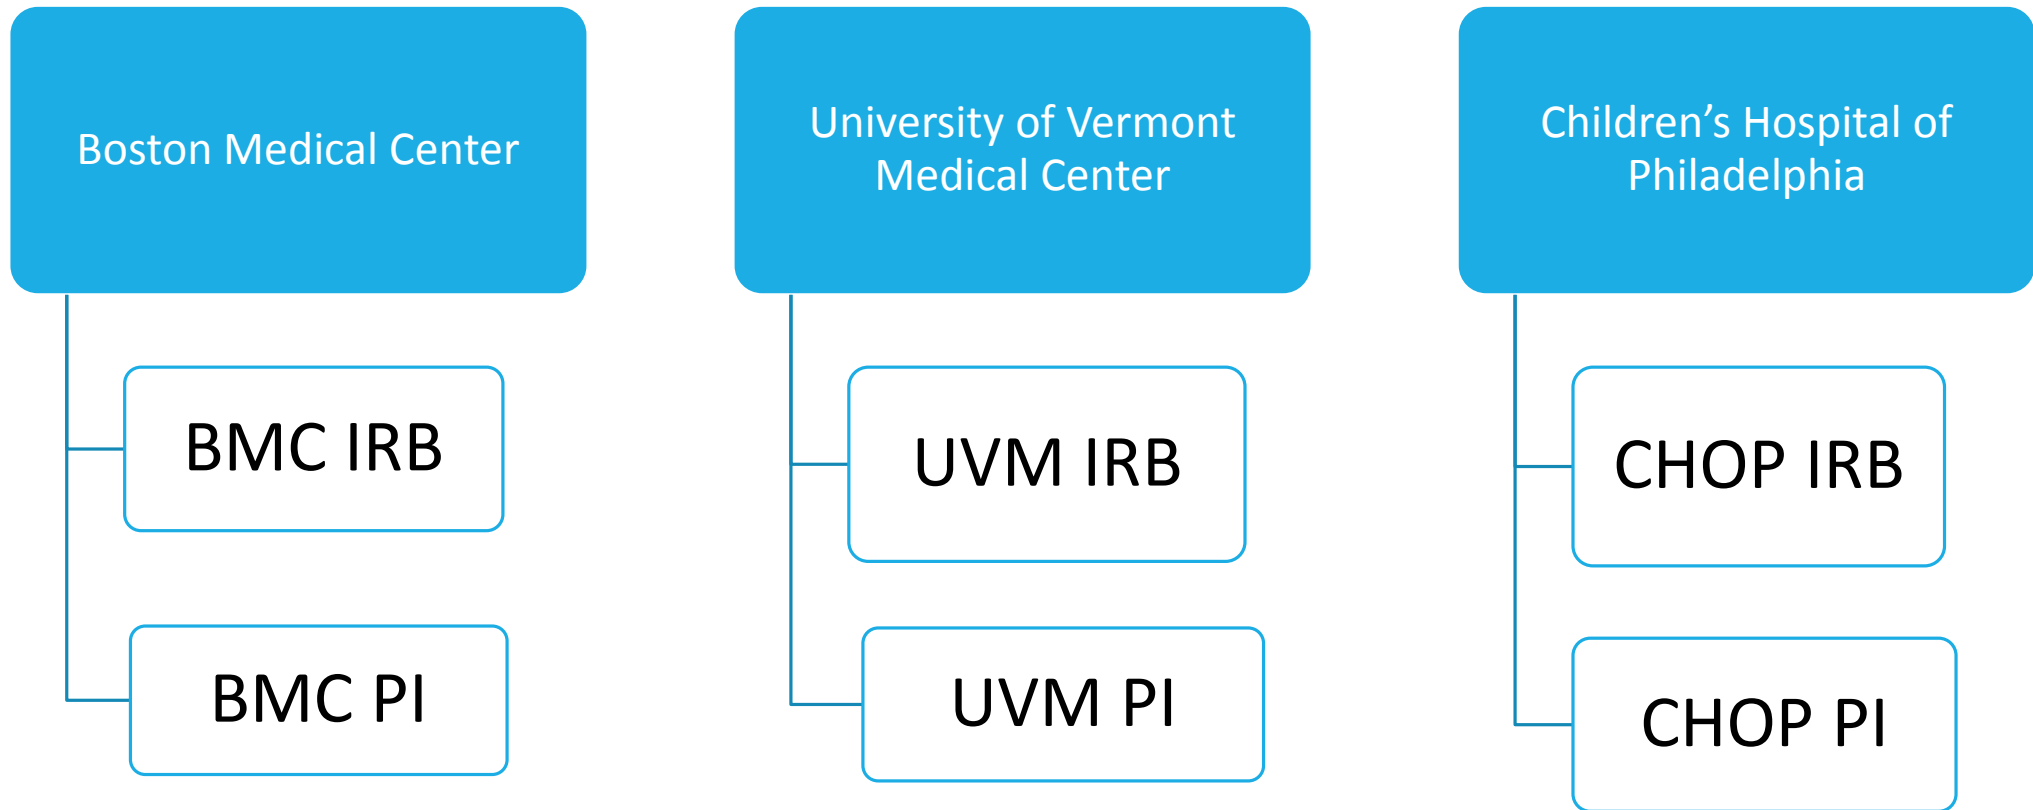 Boston Medical Center
BMC IRB
BMC PI
University of Vermont
Medical Center
UVM IRB
UVM PI
Children’s Hospital of
Philadelphia
CHOP IRB
CHOP PI